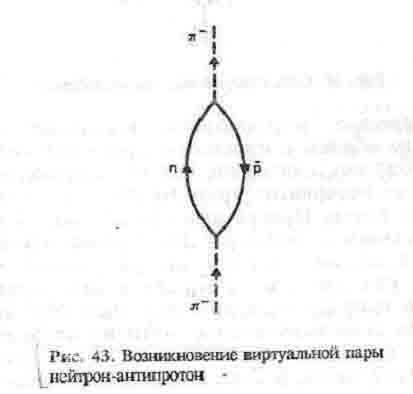 π⁻
n p̄
π⁻
Рис. 43. Возникновение виртуальной пары
нейтрон-антипротон